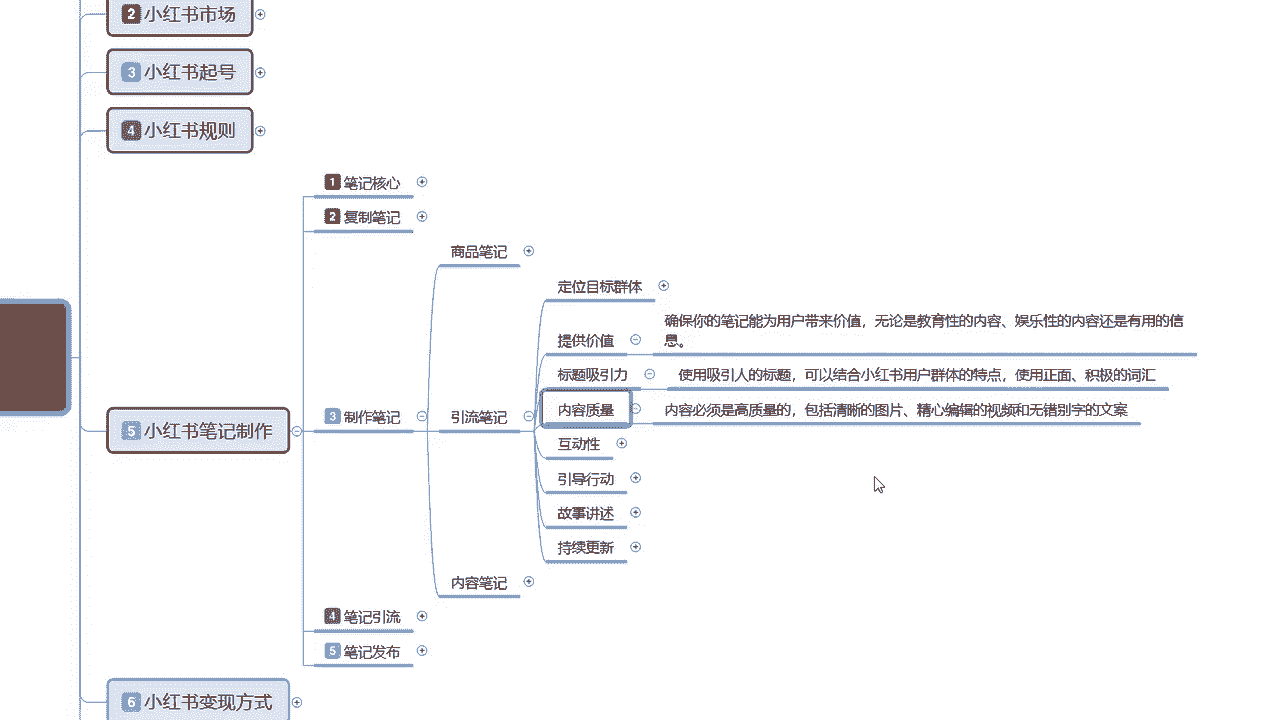 2 小红书市场
3 小红书起号
4 小红书规则
1 笔记核心
2 复制笔记
商品笔记
定位目标群体
确保你的笔记能为用户带来价值，无论是教育性的内容、娱乐性的内容还是有用的信
息。
提供价值
标题吸引力
使用吸引人的标题，可以结合小红书用户群体的特点，使用正面、积极的词汇
内容质量
内容必须是高质量的，包括清晰的图片、精心编辑的视频和无错别字的文案
5 小红书笔记制作
3 制作笔记
引流笔记
互动性
引导行动
故事讲述
持续更新
内容笔记
4 笔记引流
5 笔记发布
6 小红书变现方式